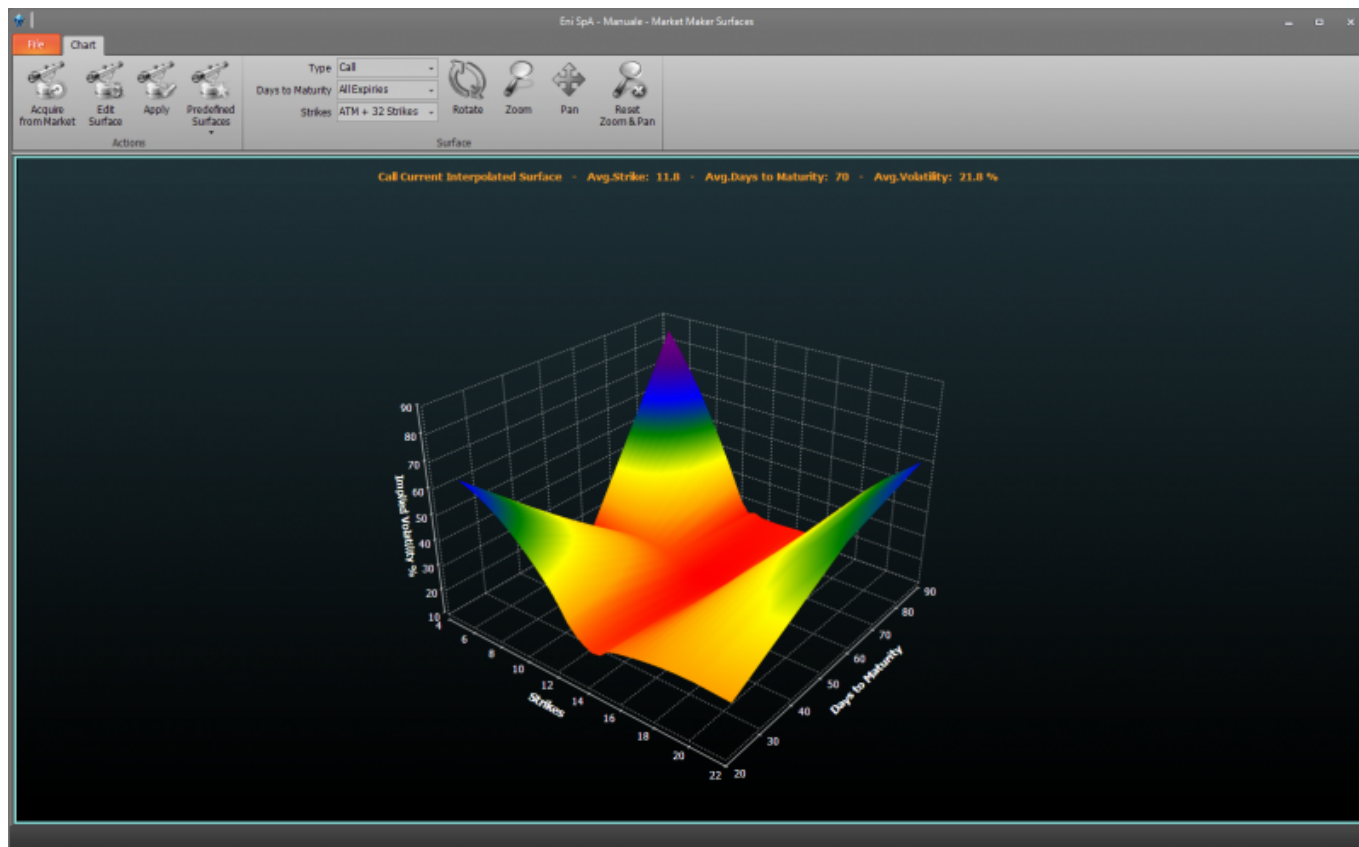 Eni SpA - Manuale - Market Maker Surfaces
File Chart
Type Call
Days to Maturity All Expiries
Strikes ATM + 32 Strikes
Acquire from Market
Edit Surface
Apply
Predefined Surfaces
Rotate
Zoom
Pan
Reset Zoom & Pan
Actions
Surface
Call Current Interpolated Surface - Avg.Strike: 11.8 - Avg.Days to Maturity: 70 - Avg.Volatility: 21.8 %
90
80
70
60
50
40
30
20
10
Implied Volatility %
4
6
8
10
12
14
16
18
20
22
Strikes
20
30
40
50
60
70
80
90
Days to Maturity